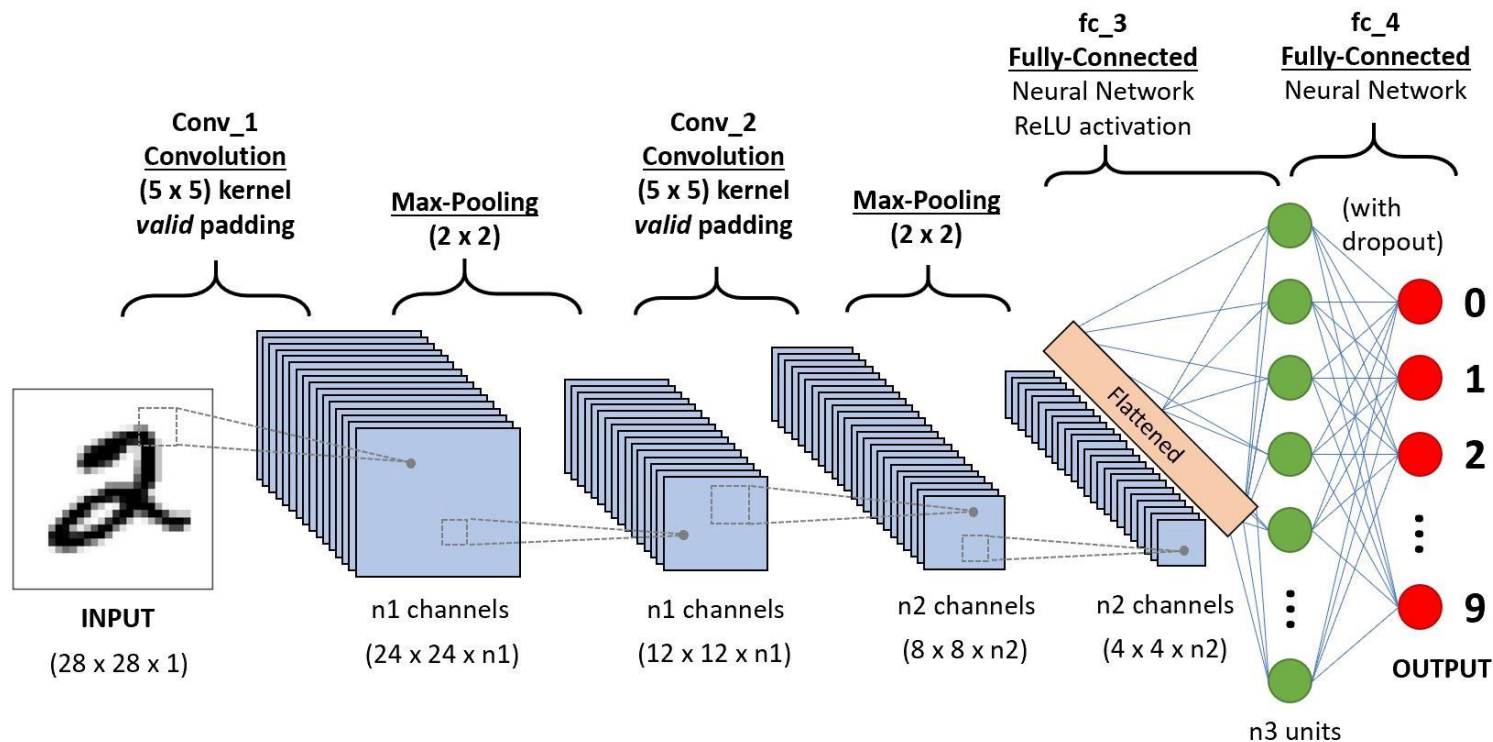 Conv_1
Convolution
(5 x 5) kernel
valid padding
Max-Pooling
(2 x 2)
Conv_2
Convolution
(5 x 5) kernel
valid padding
Max-Pooling
(2 x 2)
fc_3
Fully-Connected
Neural Network
ReLU activation
fc_4
Fully-Connected
Neural Network
(with
dropout)
2
INPUT
(28 x 28 x 1)
n1 channels
(24 x 24 x n1)
n1 channels
(12 x 12 x n1)
n2 channels
(8 x 8 x n2)
n2 channels
(4 x 4 x n2)
Flattened
n3 units
0
1
2
9
OUTPUT